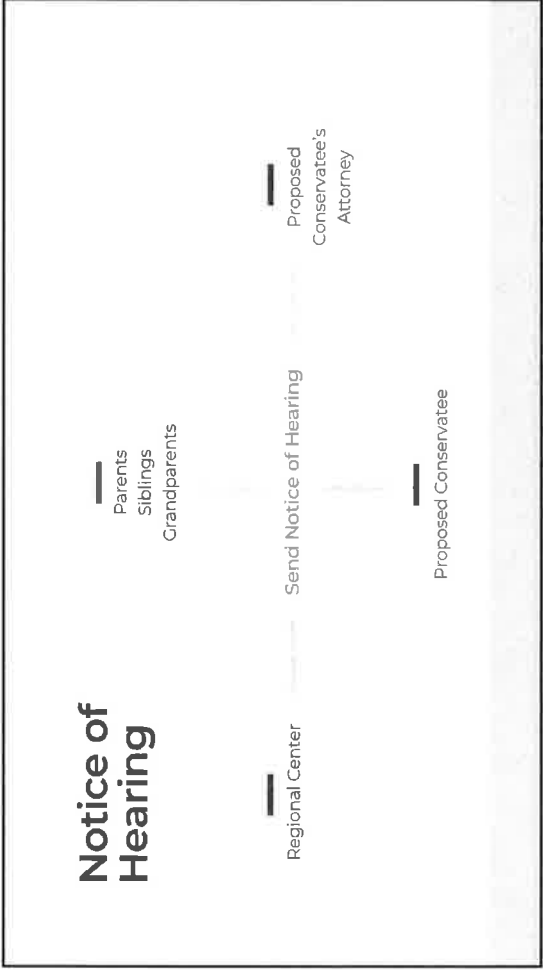 Notice of
Hearing
Parents
Siblings
Grandparents
Regional Center
Send Notice of Hearing
Proposed
Conservatee's
Attorney
Proposed Conservatee